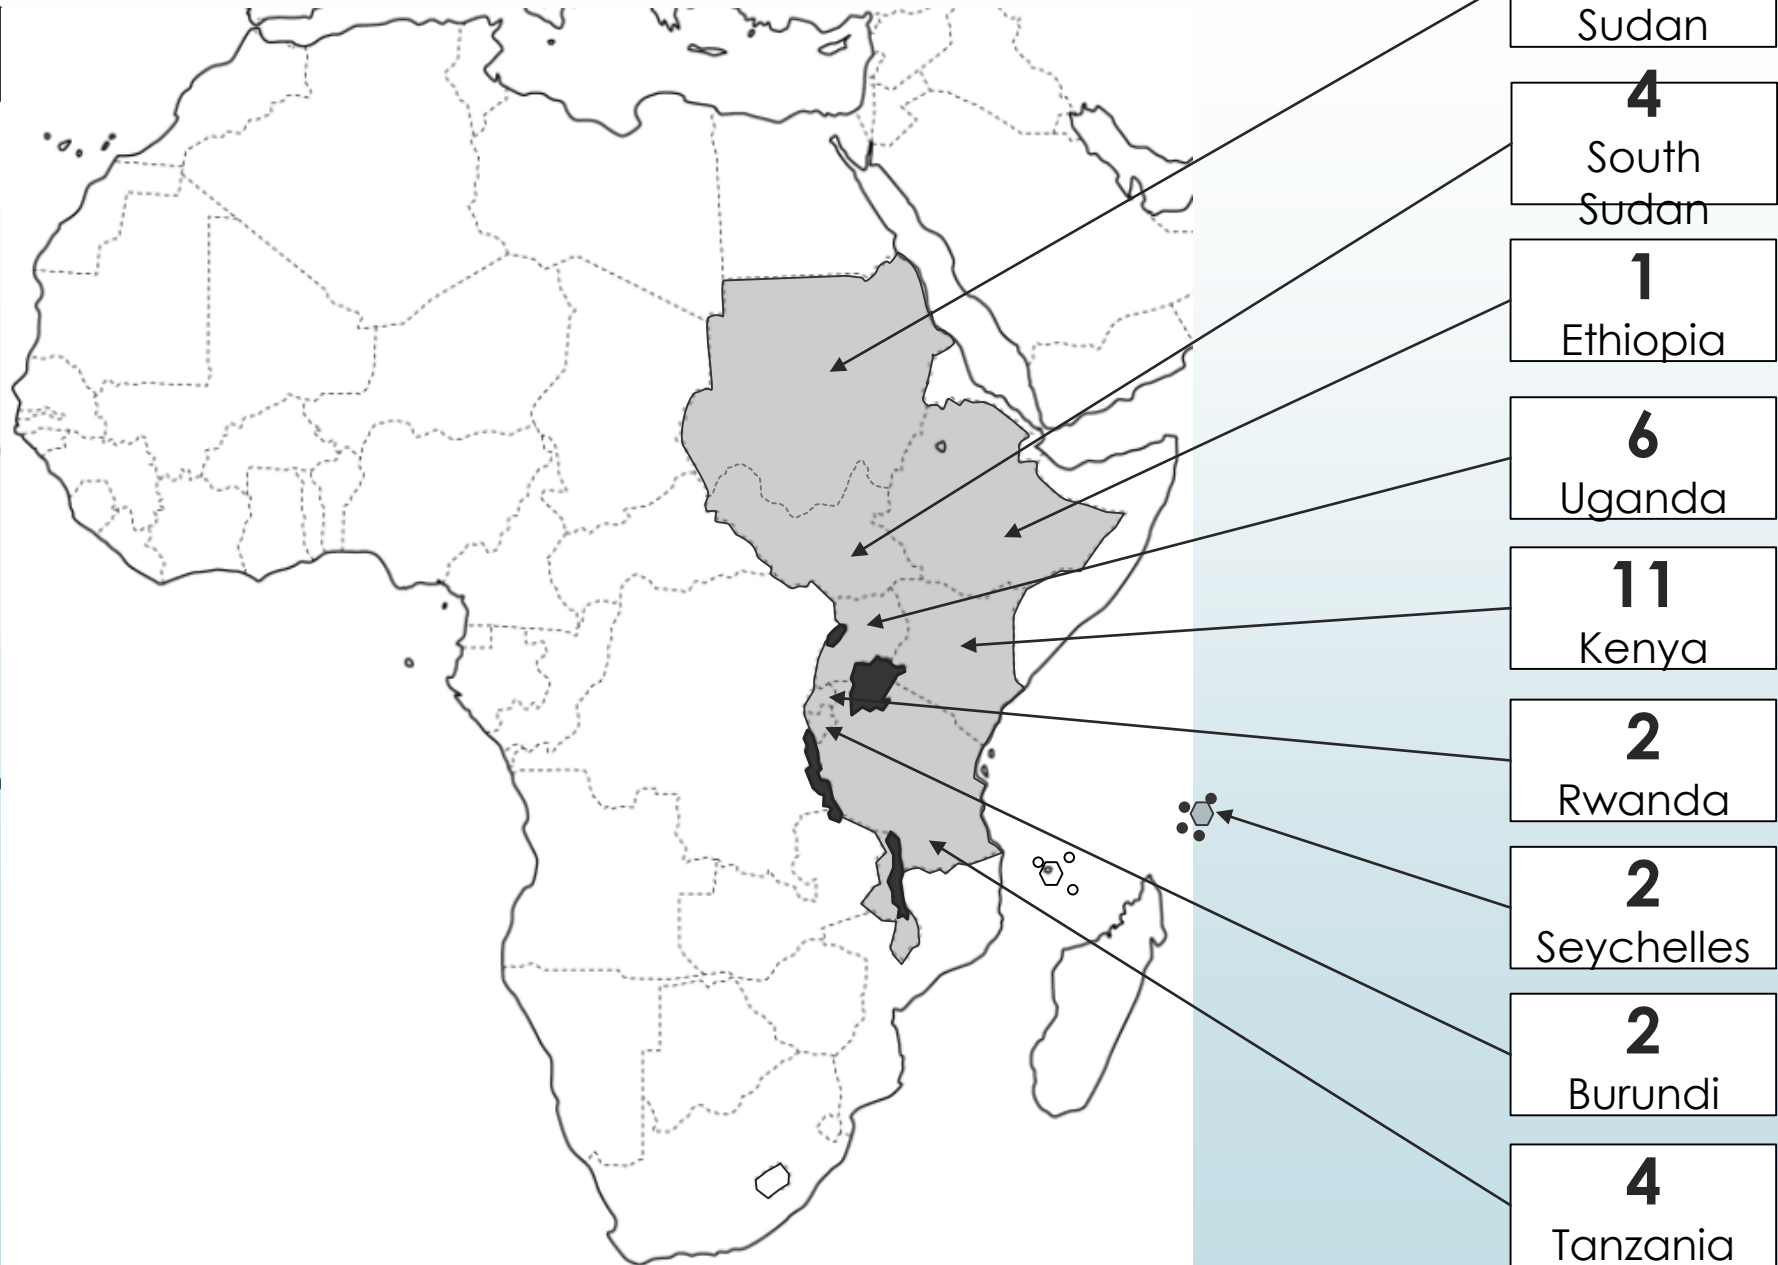 Sudan
4
South
Sudan
1
Ethiopia
6
Uganda
11
Kenya
2
Rwanda
2
Seychelles
2
Burundi
4
Tanzania